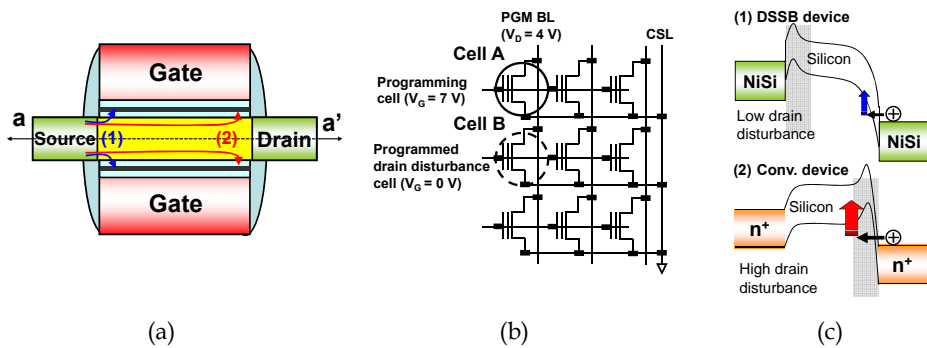 Gate
a
a'
Source
(1)
(2)
Drain
Gate
(a)
PGM BL
(V_D = 4 V)
CSL
Cell A
Programming
cell (V_G = 7 V)
Cell B
Programmed
drain disturbance
cell (V_G = 0 V)
(b)
(1) DSSB device
Silicon
NiSi
+
Low drain
disturbance
NiSi
(2) Conv. device
Silicon
n⁺
+
n⁺
High drain
disturbance
(c)